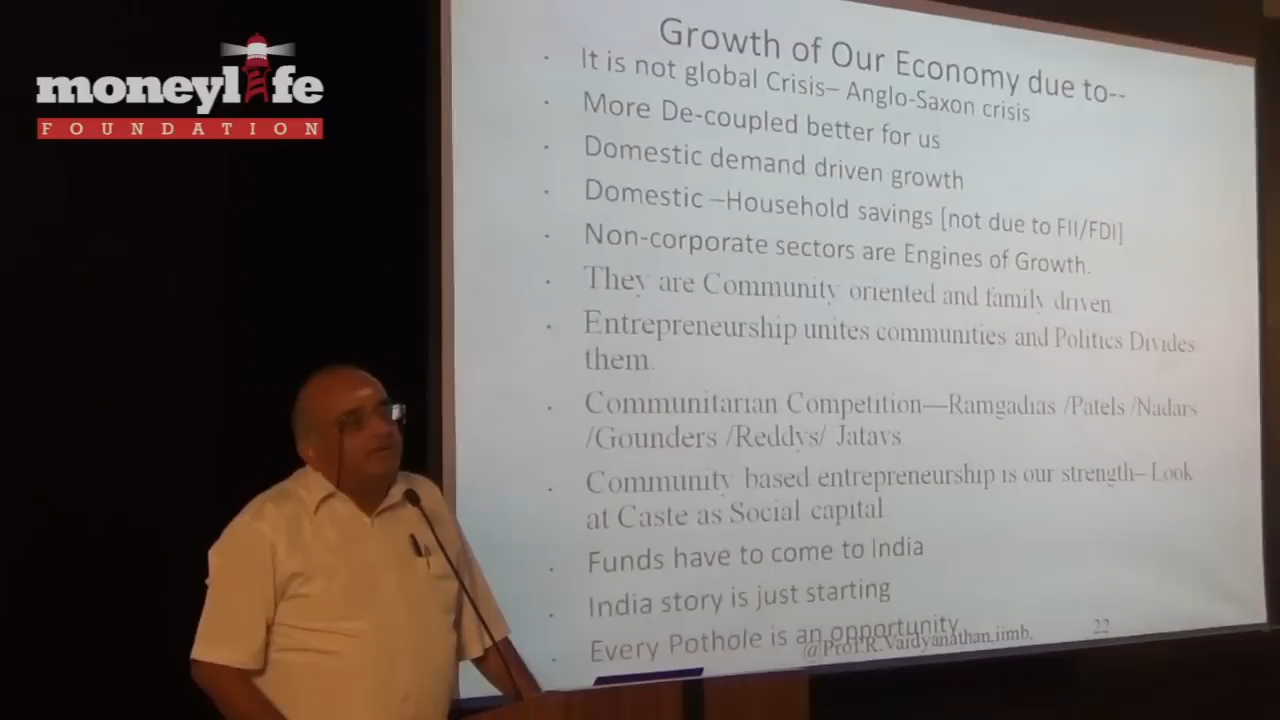 moneylife
FOUNDATION
Growth of Our Economy due to--
· It is not global Crisis– Anglo-Saxon crisis
· More De-coupled better for us
· Domestic demand driven growth
· Domestic –Household savings [not due to FII/FDI]
· Non-corporate sectors are Engines of Growth.
· They are Community oriented and family driven
· Entrepreneurship unites communities and Politics Divides
them.
· Communitarian Competition—Ramgadias /Patels /Nadars
/Gounders /Reddys/ Jatavs
· Community based entrepreneurship is our strength– Look
at Caste as Social capital
· Funds have to come to India
· India story is just starting
· Every Pothole is an opportunity
@Prof.R.Vaidyanathan.iimb.
22